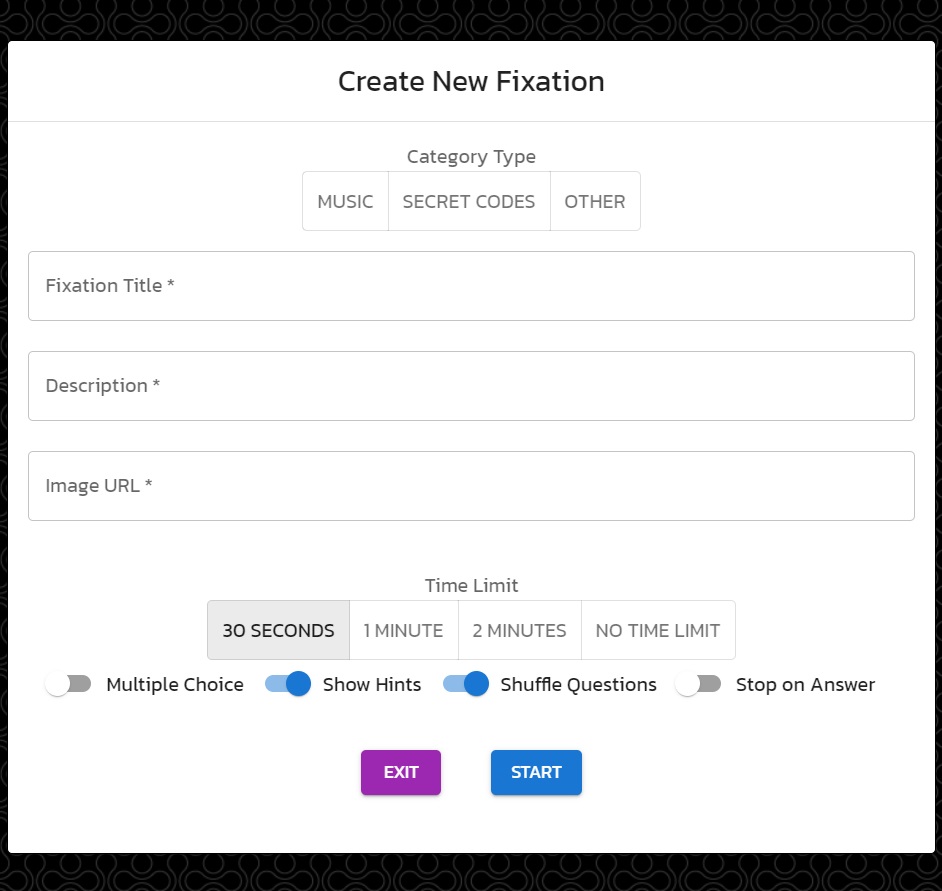 Create New Fixation
Category Type
MUSIC SECRET CODES OTHER
Fixation Title *
Description *
Image URL *
Time Limit
30 SECONDS 1 MINUTE 2 MINUTES NO TIME LIMIT
Multiple Choice Show Hints Shuffle Questions Stop on Answer
EXIT START